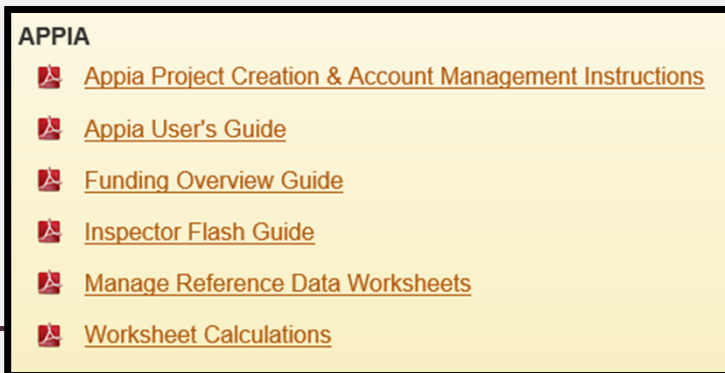 APPIA
Appia Project Creation & Account Management Instructions
Appia User's Guide
Funding Overview Guide
Inspector Flash Guide
Manage Reference Data Worksheets
Worksheet Calculations